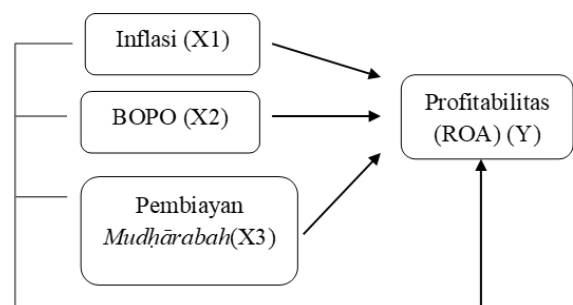 Inflasi (X1)
BOPO (X2)
Pembiayan
Mudḥārabah(X3)
Profitabilitas
(ROA) (Y)